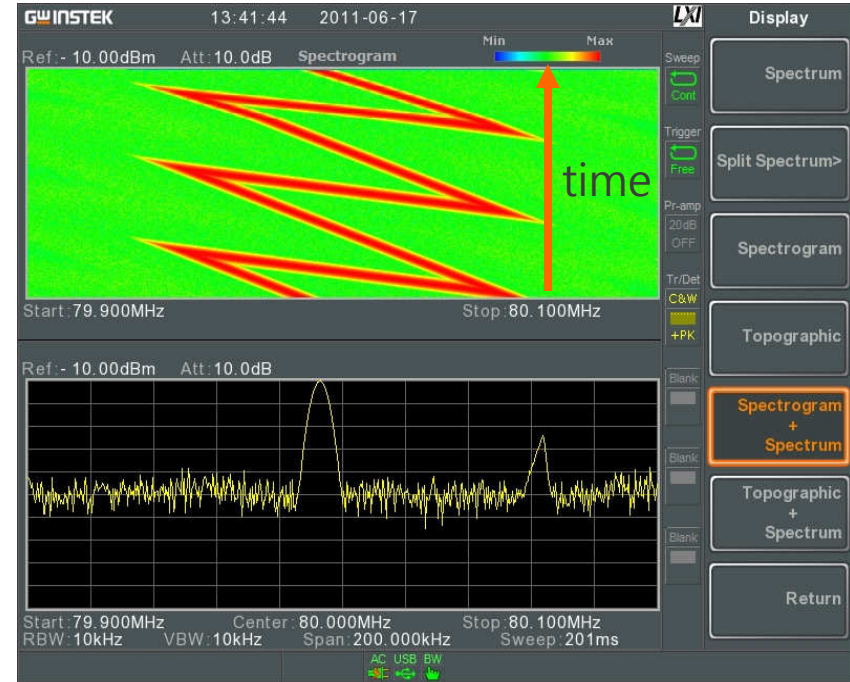 GWINSTEK 13:41:44 2011-06-17 LXI Display
Ref:- 10.00dBm Att:10.0dB Spectrogram Min Max
Sweep
Cont
Trigger
Free
Pr-amp
20dB
OFF
Tr/Det
C&W
+PK
Blank
Blank
Blank
time
Start:79.900MHz Stop:80.100MHz
Ref:- 10.00dBm Att:10.0dB
Start:79.900MHz Center:80.000MHz Stop:80.100MHz
RBW:10kHz VBW:10kHz Span:200.000kHz Sweep:201ms
AC USB BW
Spectrum
Split Spectrum>
Spectrogram
Topographic
Spectrogram
+
Spectrum
Topographic
+
Spectrum
Return